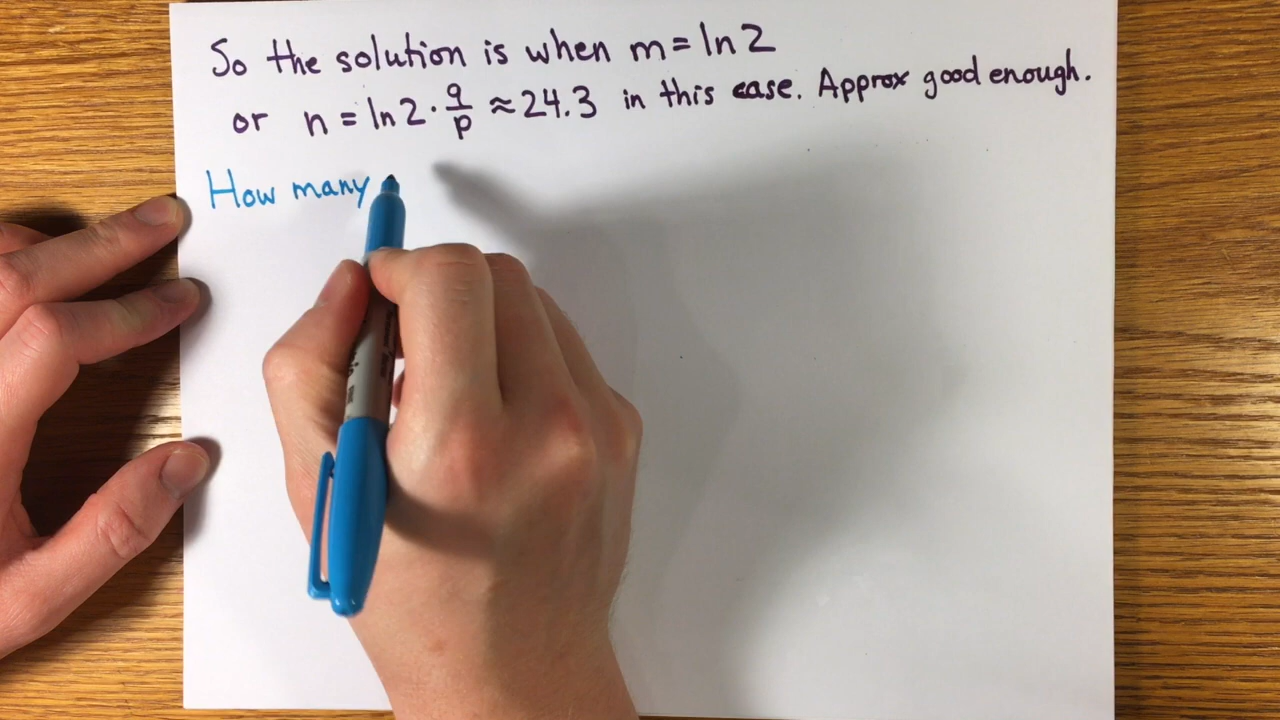 So the solution is when m = ln 2
or n = ln 2 · q/p ≈ 24.3 in this case. Approx good enough.
How many